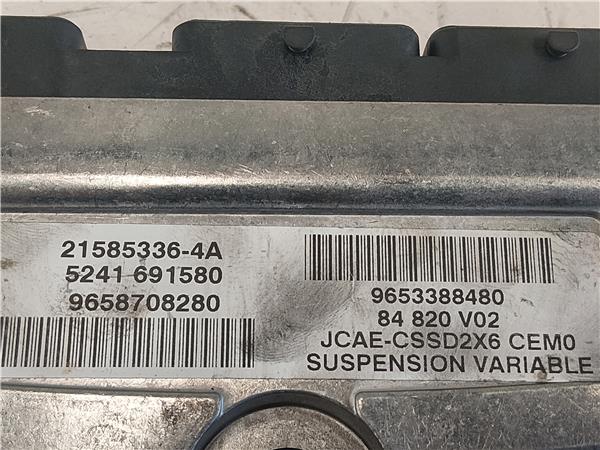 21585336-4A
5241 691580
9658708280
9653388480
84 820 V02
JCAE-CSSD2X6 CEM0
SUSPENSION VARIABLE